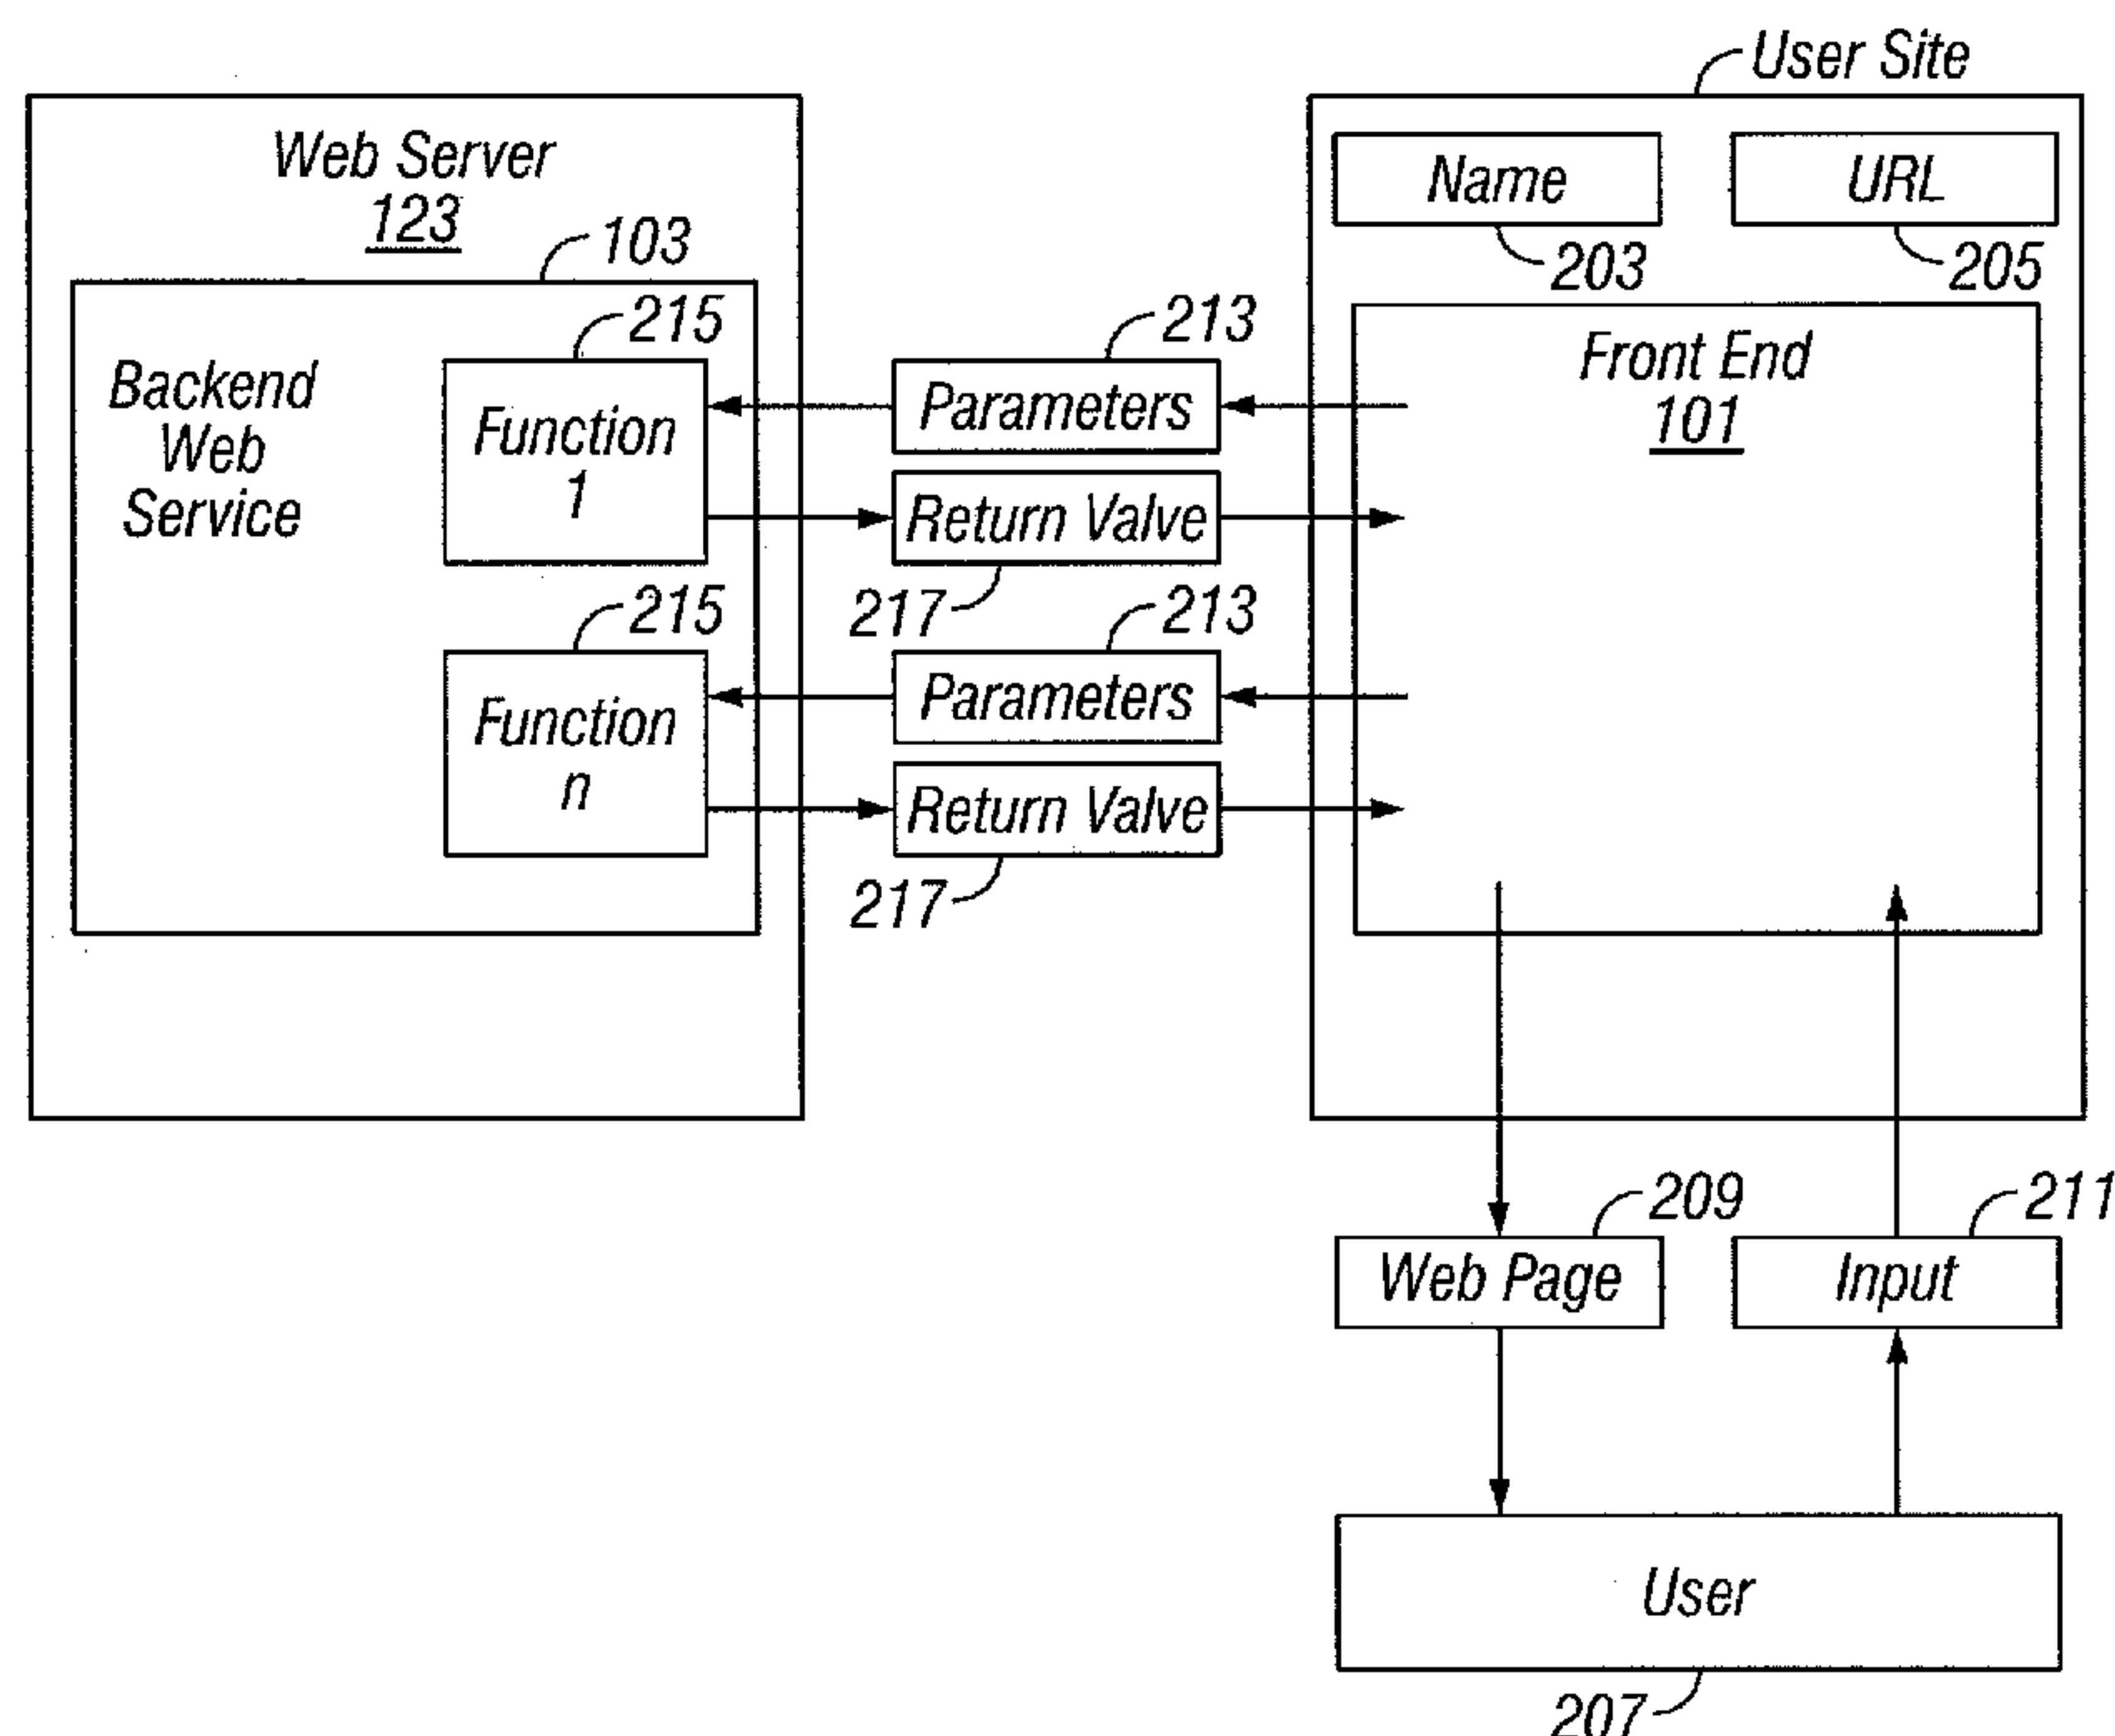 User Site
Web Server
123
103
Name
URL
203
205
Backend
Web
Service
215
Function
1
213
Parameters
Return Valve
217
Front End
101
215
Function
n
213
Parameters
Return Valve
217
209
211
Web Page
Input
User
207